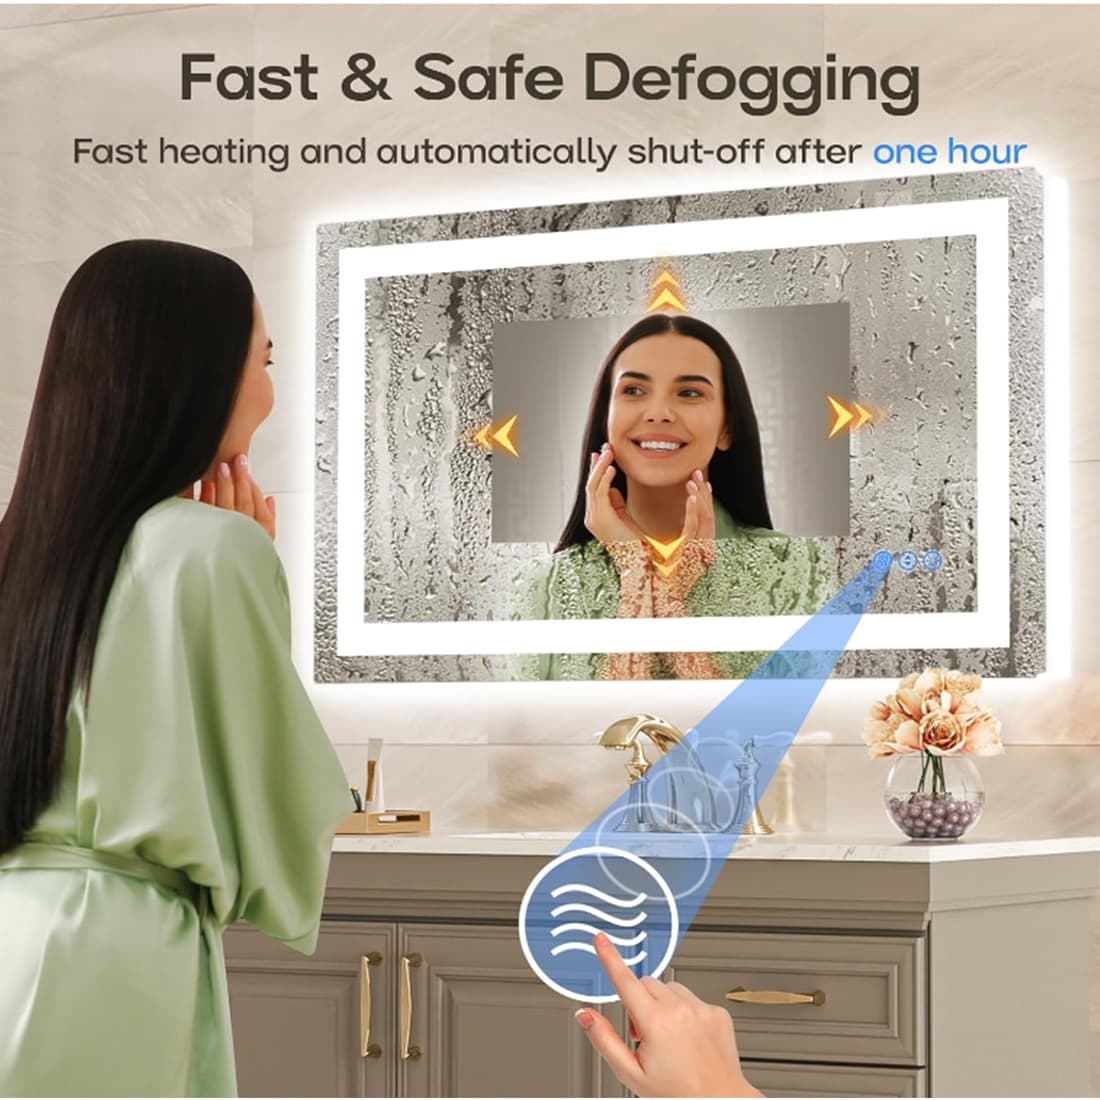 Fast & Safe Defogging
Fast heating and automatically shut-off after one hour